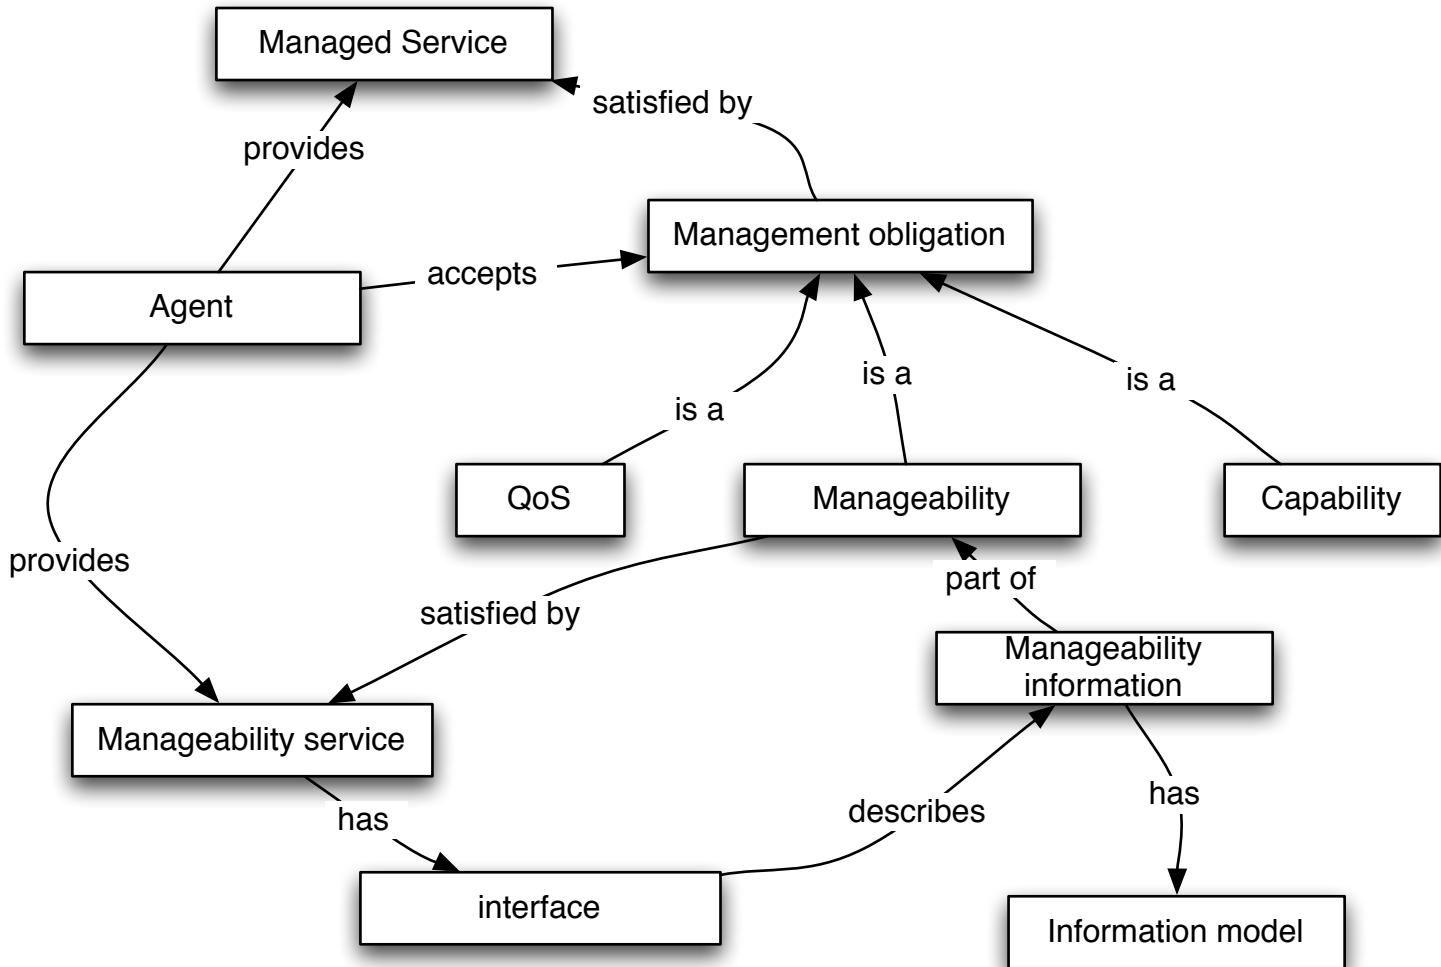 Managed Service
satisfied by
provides
Management obligation
accepts
Agent
is a
is a
is a
QoS
Manageability
Capability
provides
part of
satisfied by
Manageability
information
Manageability service
has
describes
has
interface
Information model